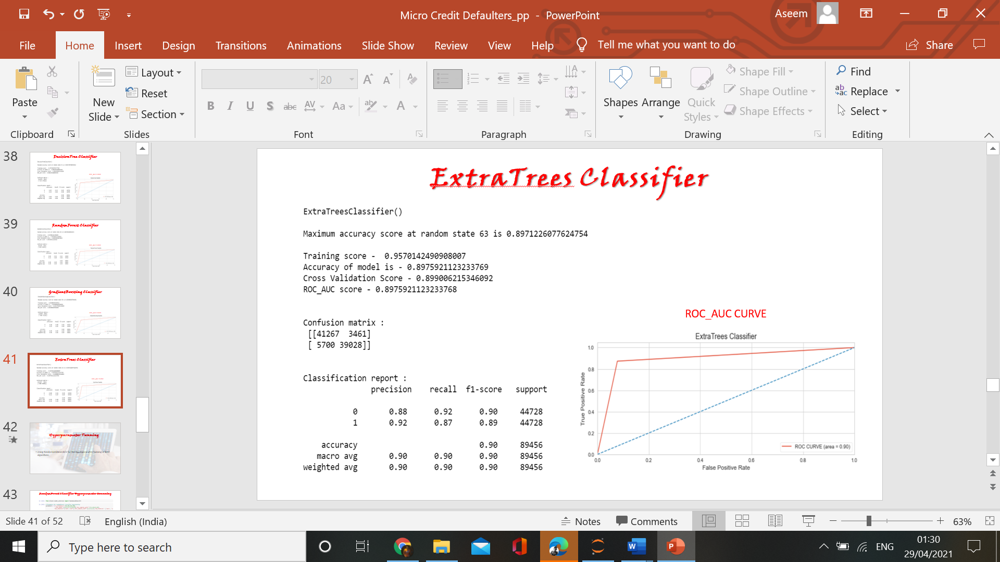 Micro Credit Defaulters_pp - PowerPoint
Aseem
File Home Insert Design Transitions Animations Slide Show Review View Help Tell me what you want to do Share
Paste
Clipboard
New Slide
Layout
Reset
Section
Slides
20
B I U S abc AV Aa A
Font
Paragraph
Shapes
Arrange
Quick Styles
Shape Fill
Shape Outline
Shape Effects
Drawing
Find
Replace
Select
Editing
38
DecisionTree Classifier
39
RandomForest Classifier
40
GradientBoosting Classifier
41
ExtraTrees Classifier
42
Hyperparameter Tunning
43
ExtraTrees Classifier
ExtraTreesClassifier()
Maximum accuracy score at random state 63 is 0.8971226077624754
Training score -  0.9570142490908007
Accuracy of model is - 0.8975921123233769
Cross Validation Score - 0.899006215346092
ROC_AUC score - 0.8975921123233768
Confusion matrix :
[[41267  3461]
[ 5700 39028]]
Classification report :
precision recall f1-score support
0 0.88 0.92 0.90 44728
1 0.92 0.87 0.89 44728
accuracy 0.90 89456
macro avg 0.90 0.90 0.90 89456
weighted avg 0.90 0.90 0.90 89456
ROC_AUC CURVE
ExtraTrees Classifier
True Positive Rate
1.0
0.8
0.6
0.4
0.2
0.0
ROC CURVE (area = 0.90)
0.0 0.2 0.4 0.6 0.8 1.0
False Positive Rate
Slide 41 of 52 English (India) Notes Comments 63%
Type here to search
ENG
01:30
29/04/2021